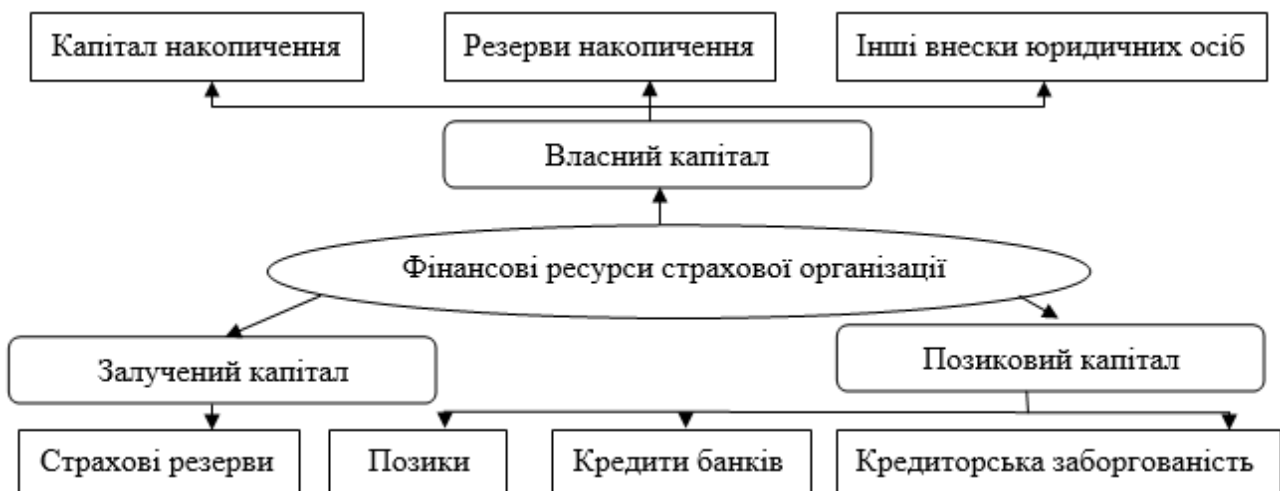 Капітал накопичення
Резерви накопичення
Інші внески юридичних осіб
Власний капітал
Фінансові ресурси страхової організації
Залучений капітал
Позиковий капітал
Страхові резерви
Позики
Кредити банків
Кредиторська заборгованість